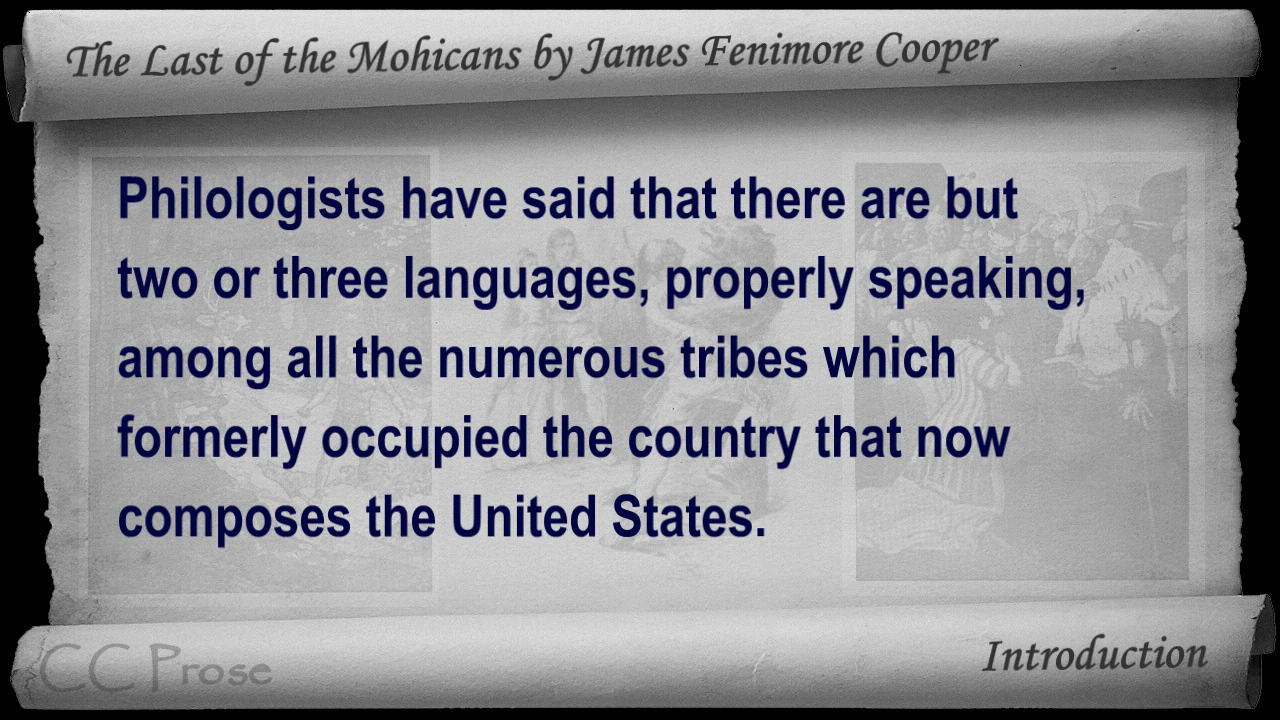 The Last of the Mohicans by James Fenimore Cooper
Philologists have said that there are but
two or three languages, properly speaking,
among all the numerous tribes which
formerly occupied the country that now
composes the United States.
CC Prose
Introduction